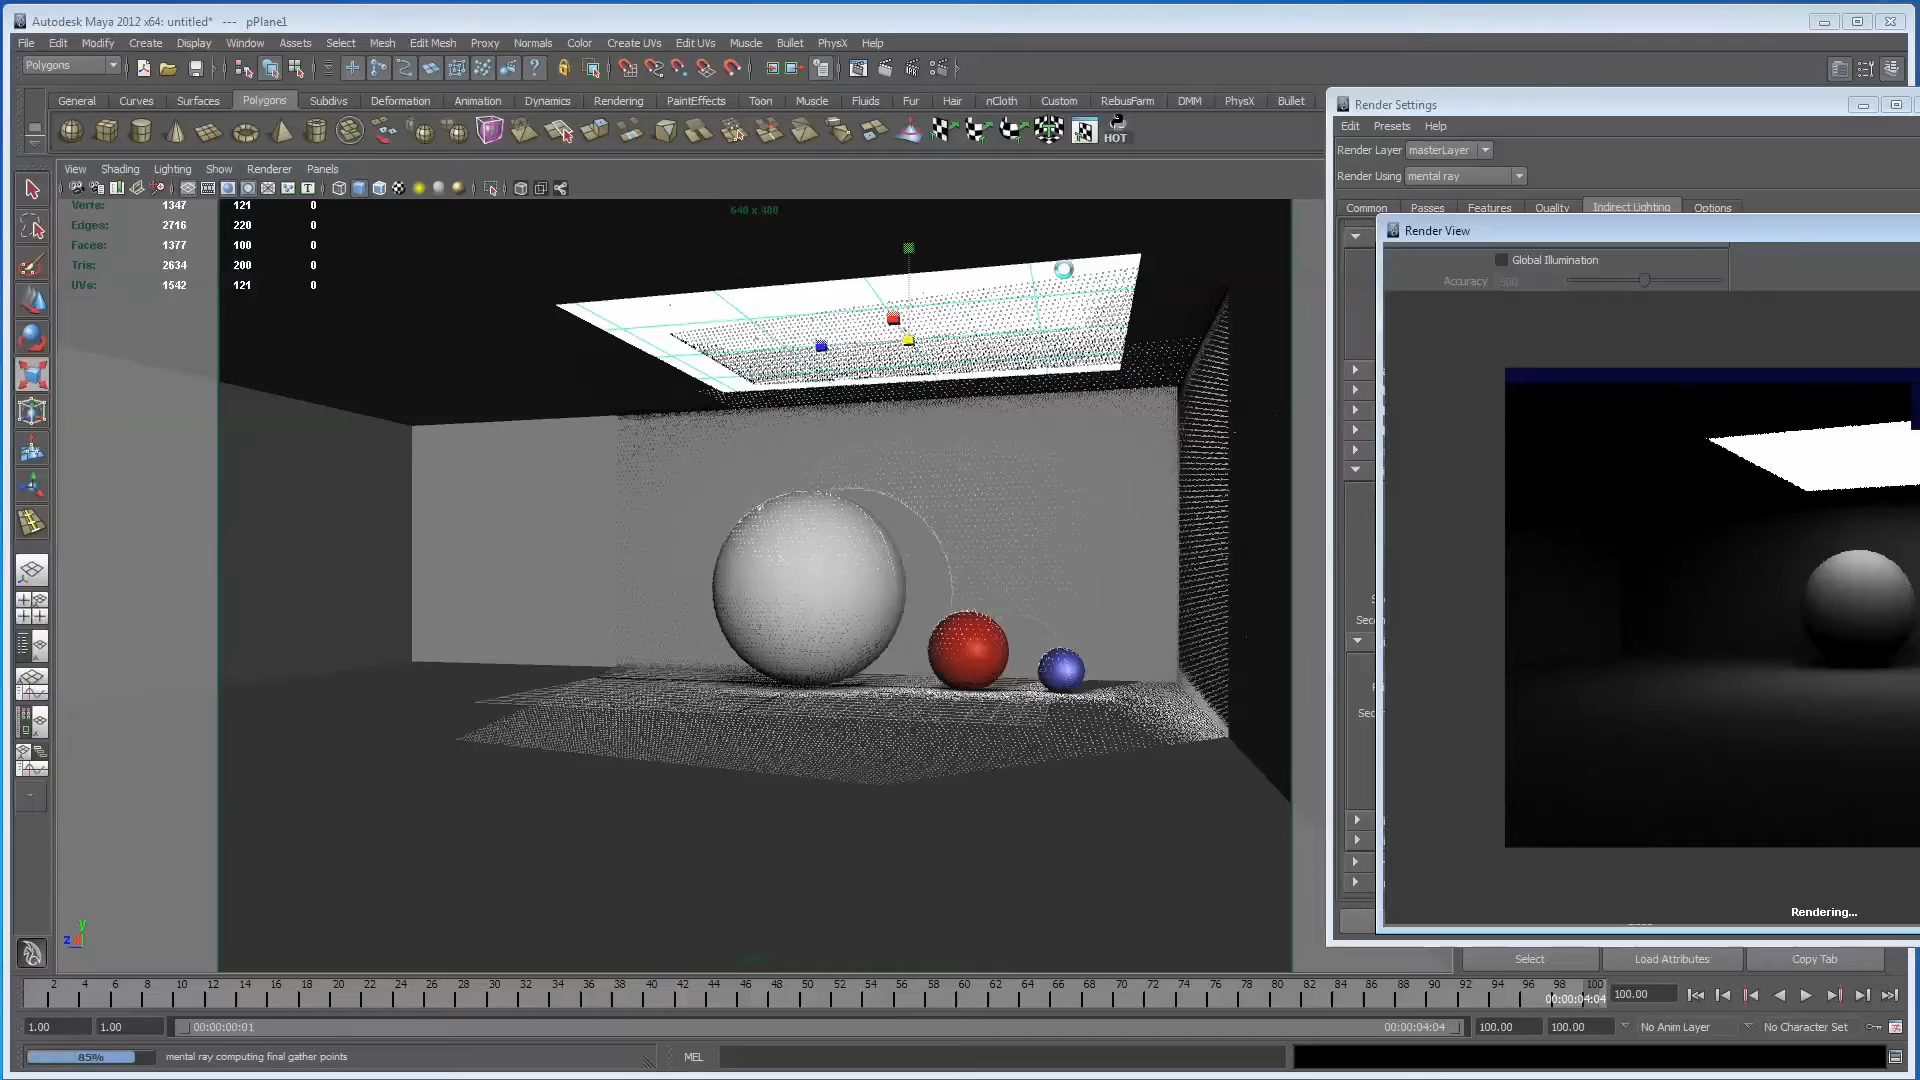 Autodesk Maya 2012 x64: untitled* --- pPlane1
File Edit Modify Create Display Window Assets Select Mesh Edit Mesh Proxy Normals Color Create UVs Edit UVs Muscle Bullet PhysX Help
Polygons
General Curves Surfaces Polygons Subdivs Deformation Animation Dynamics Rendering PaintEffects Toon Muscle Fluids Fur Hair nCloth Custom RebusFarm DMM PhysX Bullet
HOT
View Shading Lighting Show Renderer Panels
Verts: 1347 121 0
Edges: 2716 220 0
Faces: 1377 100 0
Tris: 2634 200 0
UVs: 1542 121 0
640 x 480
y
z
Render Settings
Edit Presets Help
Render Layer masterLayer
Render Using mental ray
Common Passes Features Quality Indirect Lighting Options
Render View
Global Illumination
Accuracy 500
Secc
Sec
Rendering...
Select Load Attributes Copy Tab
2 4 6 8 10 12 14 16 18 20 22 24 26 28 30 32 34 36 38 40 42 44 46 48 50 52 54 56 58 60 62 64 66 68 70 72 74 76 78 80 82 84 86 88 90 92 94 96 98 100
00:00:04:04
100.00
1.00 1.00 00:00:00:01 00:00:04:04 100.00 100.00 No Anim Layer No Character Set
85% mental ray computing final gather points MEL